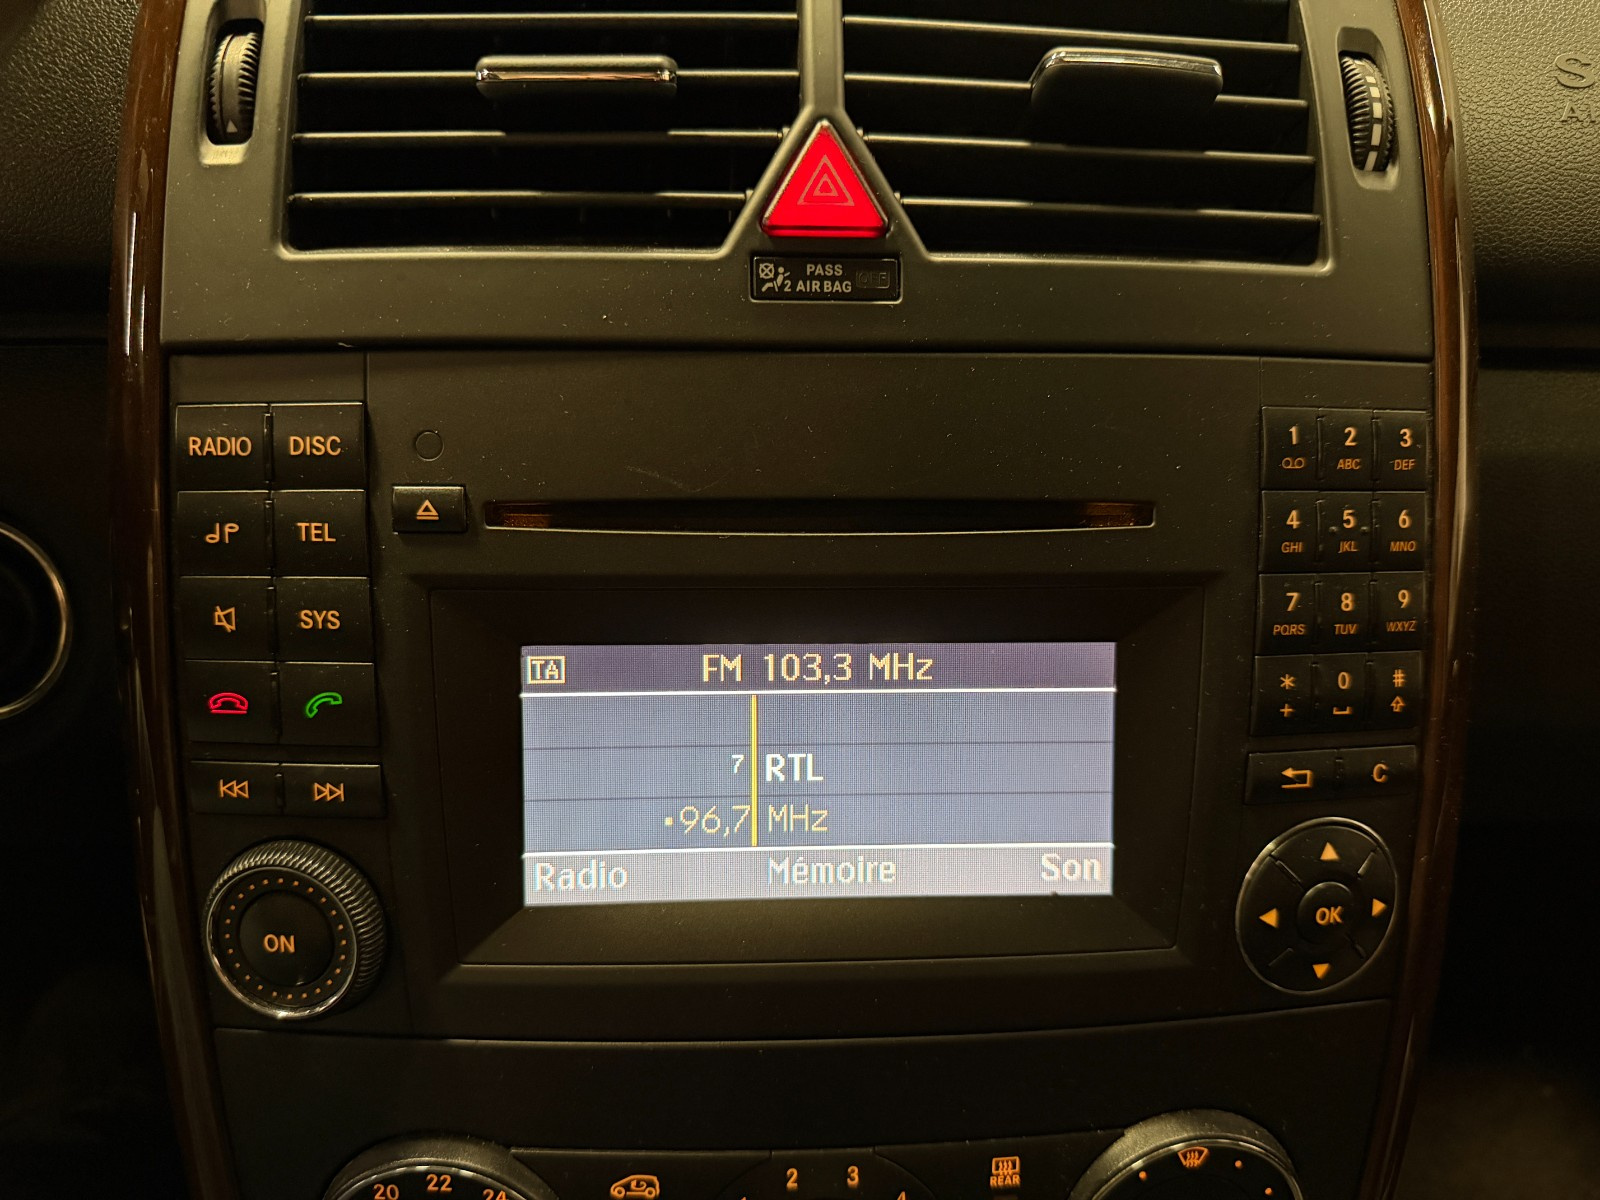 PASS
2 AIR BAG OFF
RADIO DISC
TEL
SYS
ON
TA FM 103,3 MHz
7 RTL
•96,7 MHz
Radio Mémoire Son
1 2 3
ABC DEF
4 5 6
GHI JKL MNO
7 8 9
PQRS TUV WXYZ
* 0 #
+
C
OK
20 22 24
2 3
REAR